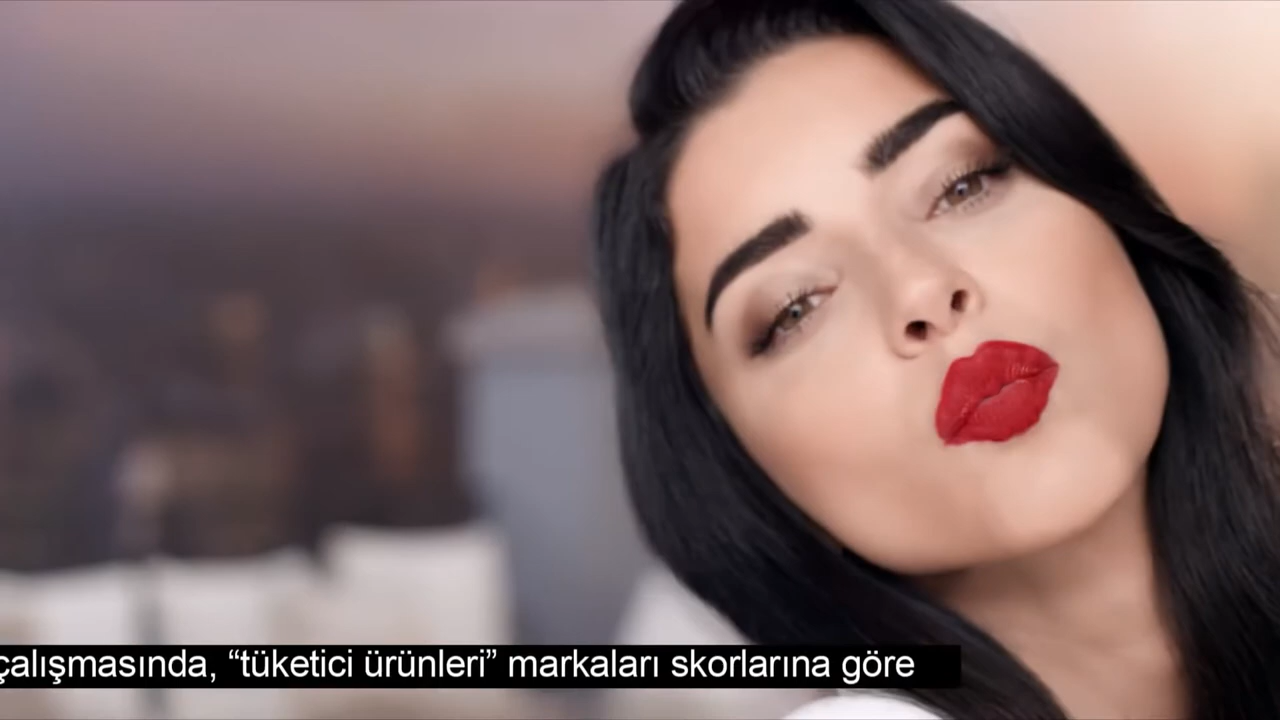 çalışmasında, “tüketici ürünleri” markaları skorlarına göre